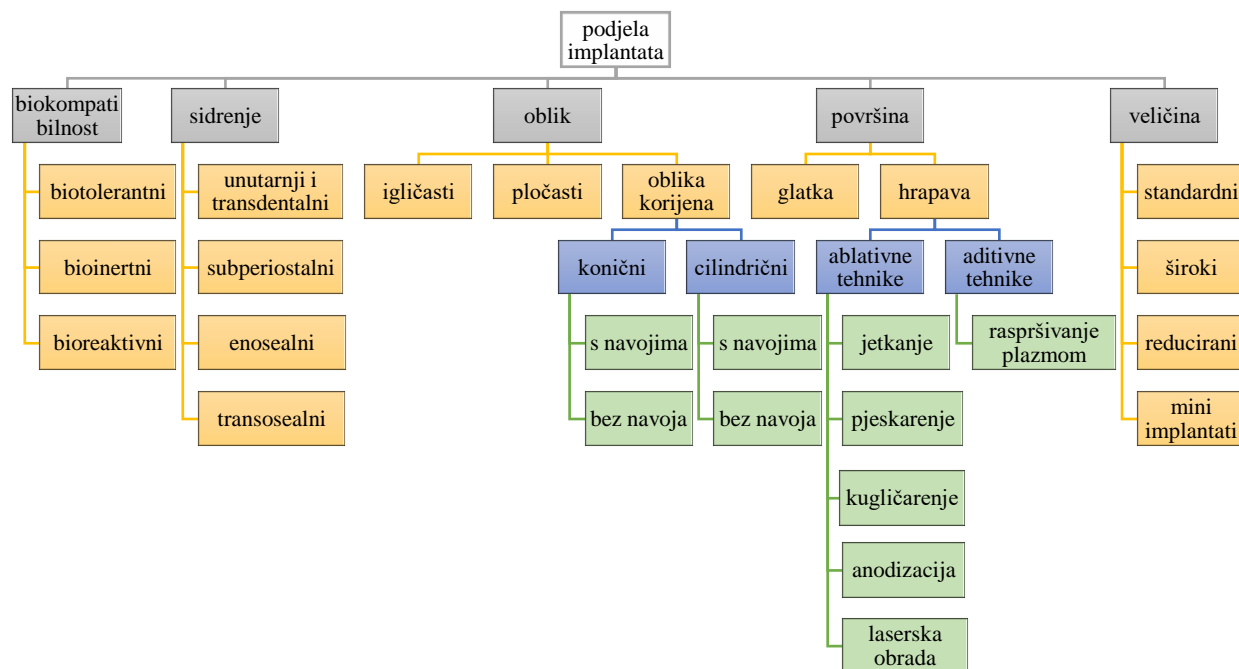 podjela
implantata
biokompati
bilnost
sidrenje
oblik
površina
veličina
biotolerantni
unutarnji i
transdentalni
igličasti
pločasti
oblika
korijena
glatka
hrapava
standardni
bioinertni
subperiostalni
konični
cilindrični
ablativne
tehnike
aditivne
tehnike
široki
bioreaktivni
enosealni
s navojima
s navojima
jetkanje
raspršivanje
plazmom
reducirani
transosealni
bez navoja
bez navoja
pjeskarenje
mini
implantati
kugličarenje
anodizacija
laserska
obrada